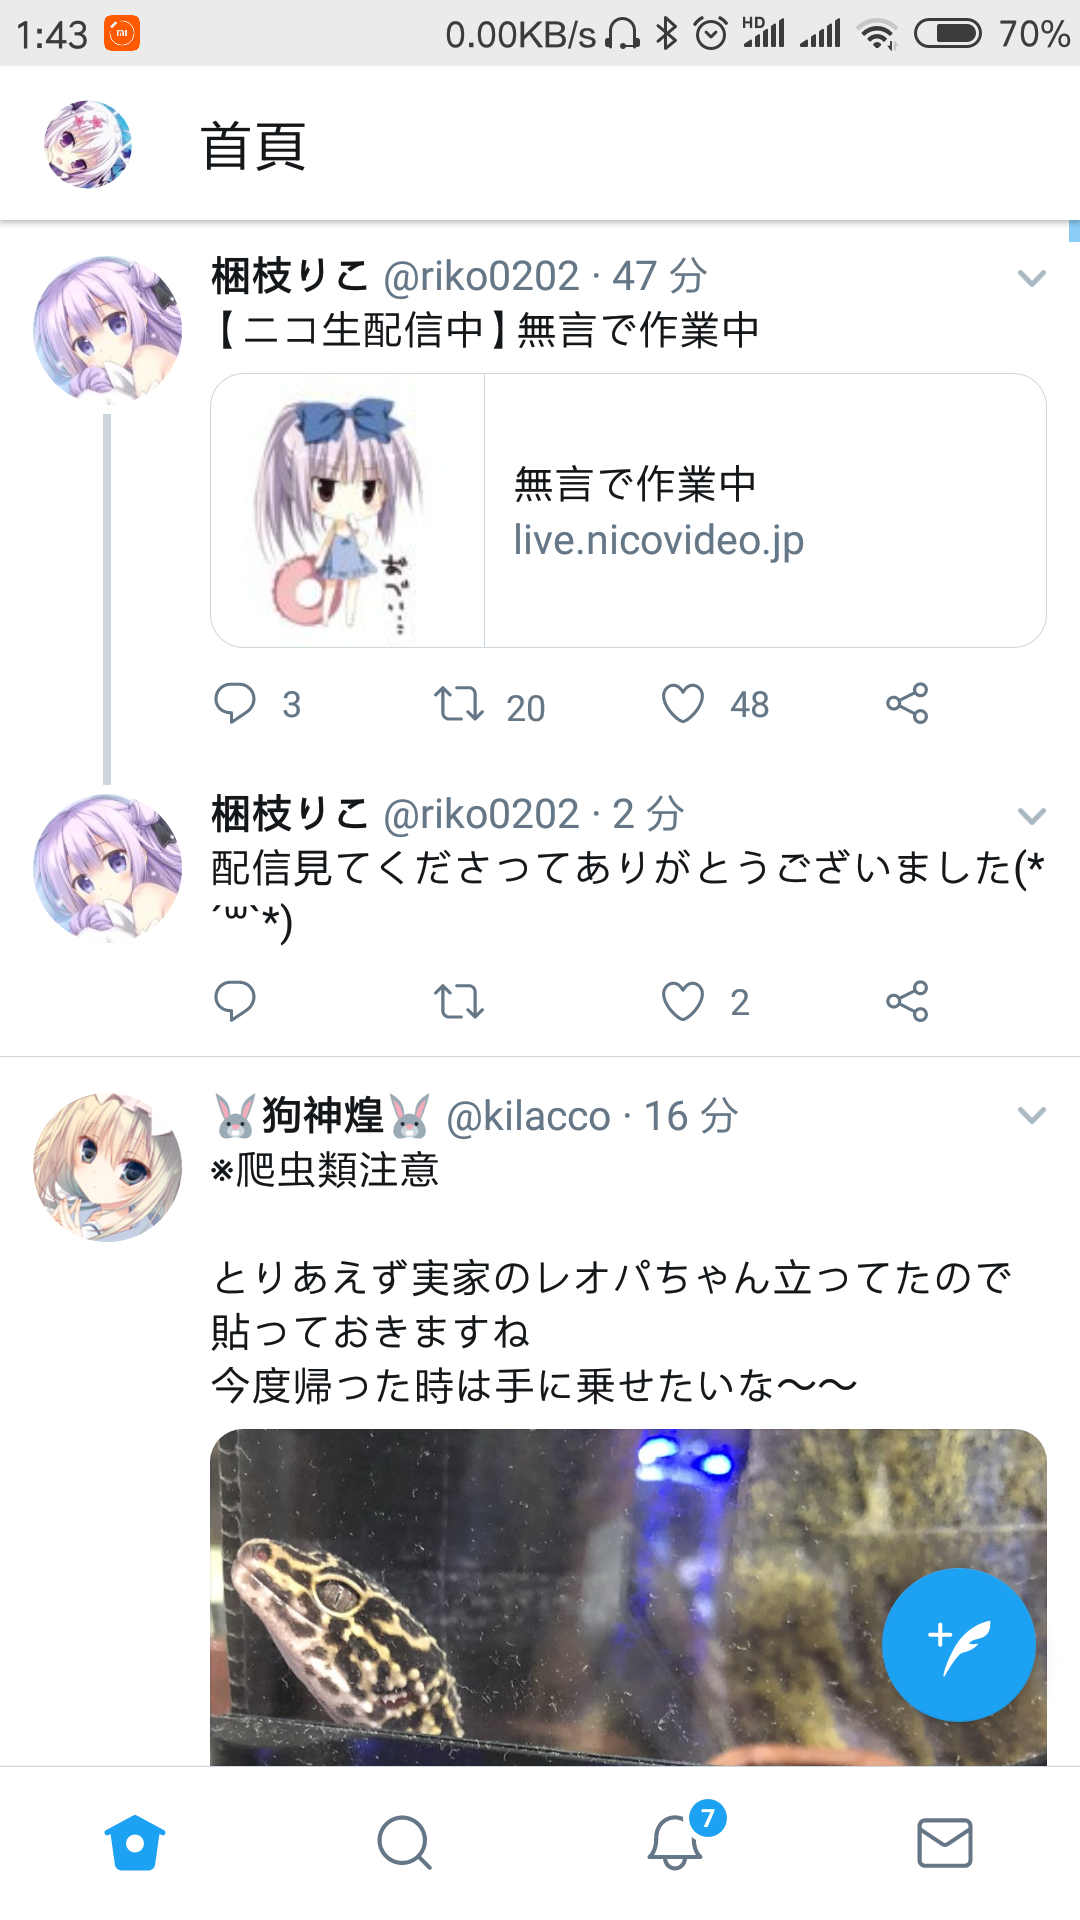 1:43 0.00KB/s HD 70%
首頁
梱枝りこ @riko0202 · 47 分
【ニコ生配信中】無言で作業中
無言で作業中
live.nicovideo.jp
3 20 48
梱枝りこ @riko0202 · 2 分
配信見てくださってありがとうございました(*
´꒳`*)
2
🐰狗神煌🐰 @kilacco · 16 分
※爬虫類注意
とりあえず実家のレオパちゃん立ってたので
貼っておきますね
今度帰った時は手に乗せたいな〜〜
7